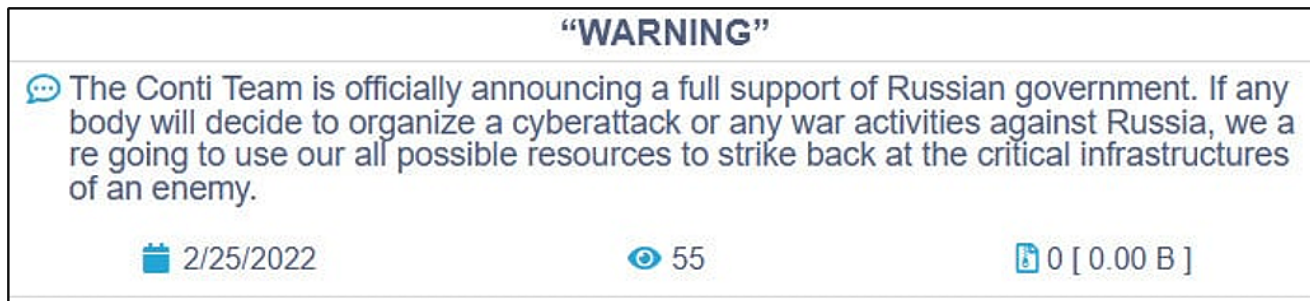 “WARNING”
The Conti Team is officially announcing a full support of Russian government. If any
body will decide to organize a cyberattack or any war activities against Russia, we a
re going to use our all possible resources to strike back at the critical infrastructures
of an enemy.
2/25/2022 55 0 [ 0.00 B ]